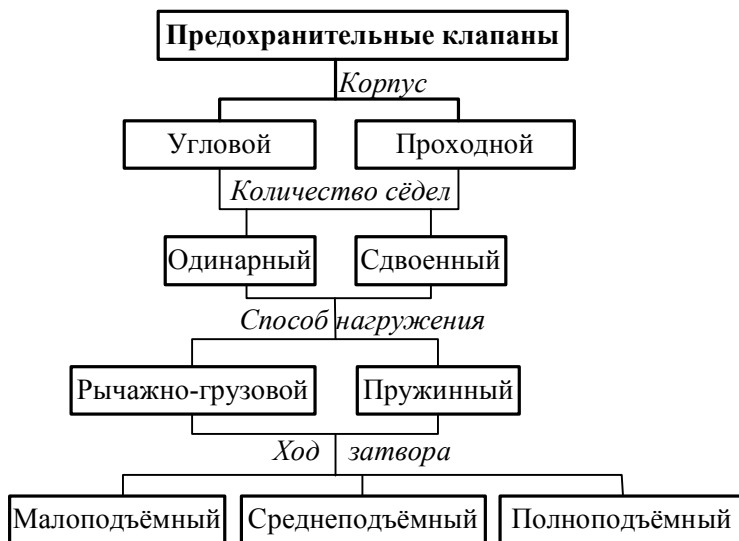 Предохранительные клапаны
Корпус
Угловой Проходной
Количество сёдел
Одинарный Сдвоенный
Способ нагружения
Рычажно-грузовой Пружинный
Ход затвора
Малоподъёмный Среднеподъёмный Полноподъёмный